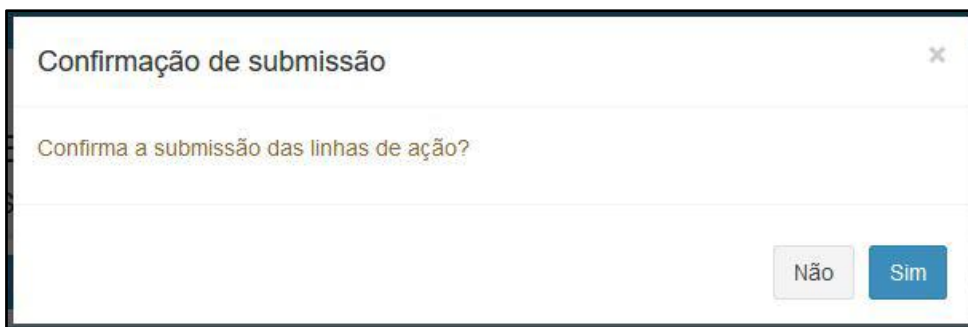 Confirmação de submissão
×
Confirma a submissão das linhas de ação?
Não Sim